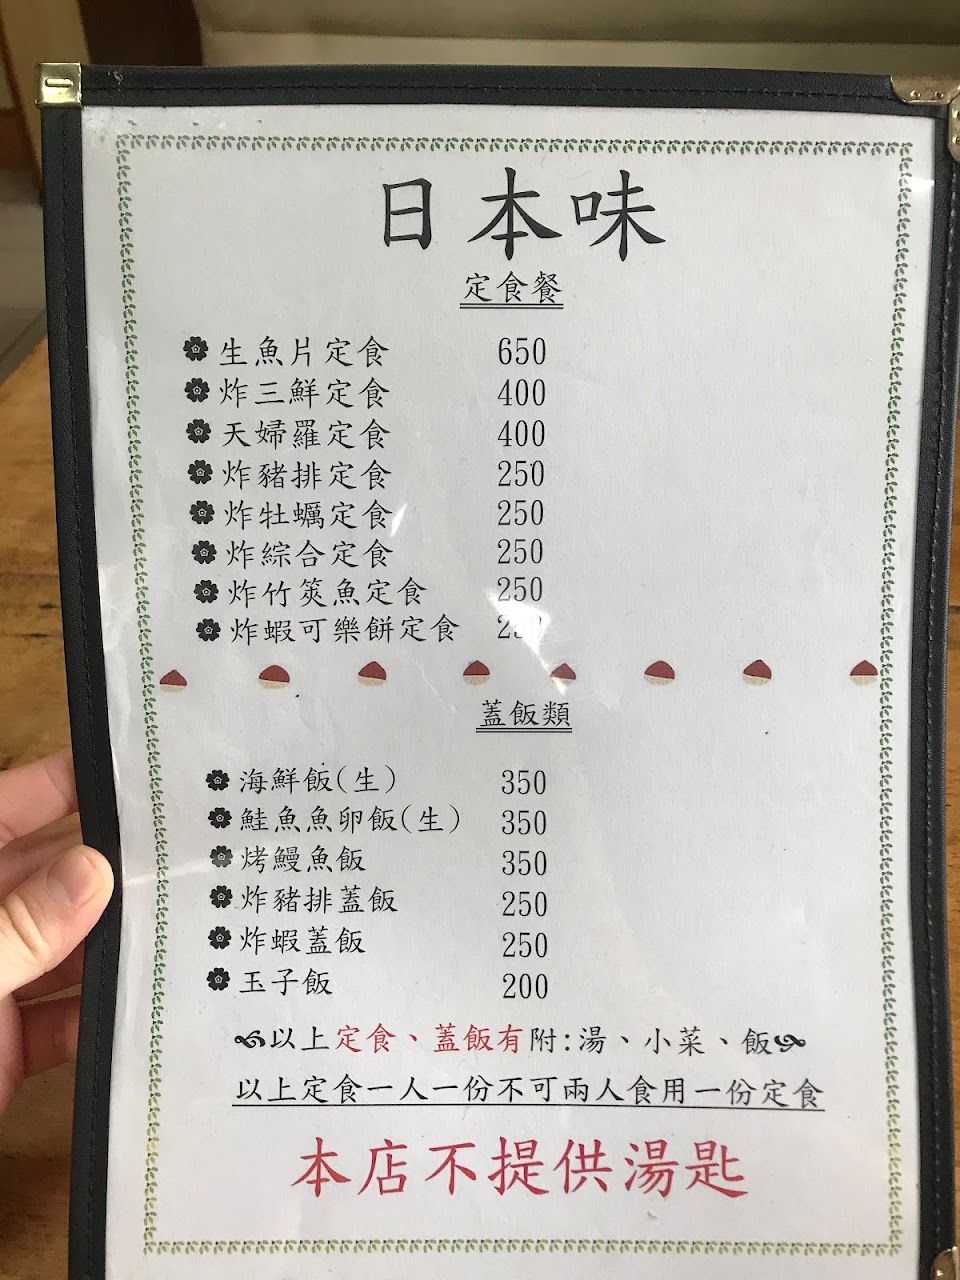 日本味
定食餐
生魚片定食 650
炸三鮮定食 400
天婦羅定食 400
炸豬排定食 250
炸牡蠣定食 250
炸綜合定食 250
炸竹筴魚定食 250
炸蝦可樂餅定食
蓋飯類
海鮮飯(生) 350
鮭魚魚卵飯(生) 350
烤鰻魚飯 350
炸豬排蓋飯 250
炸蝦蓋飯 250
玉子飯 200
以上定食、蓋飯有附:湯、小菜、飯
以上定食一人一份不可兩人食用一份定食
本店不提供湯匙